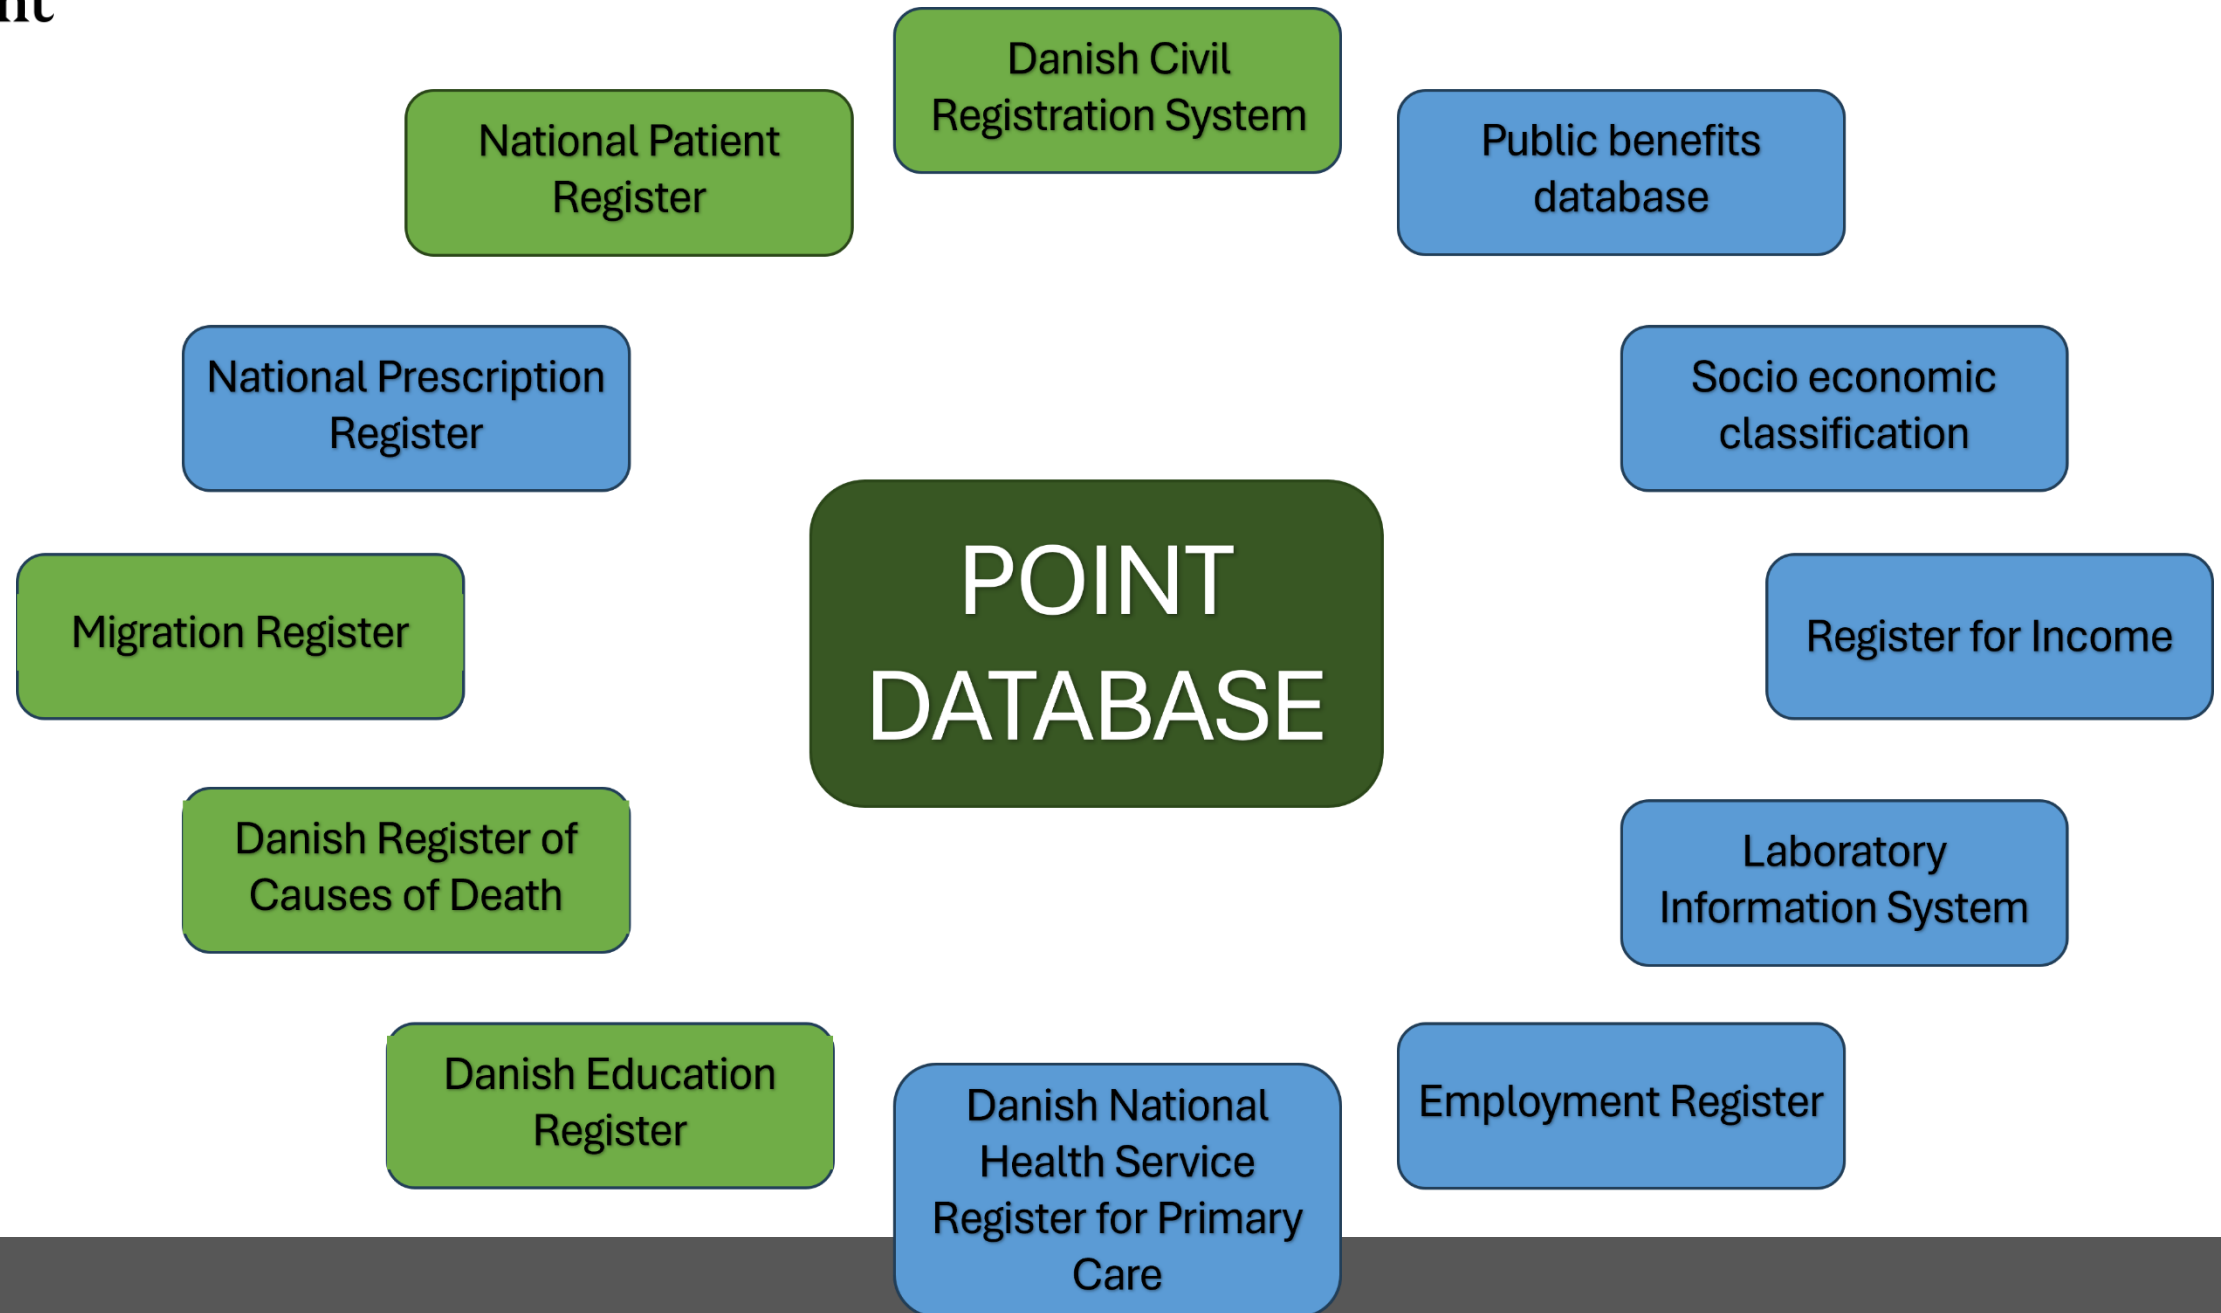 Danish Civil
Registration System
National Patient
Register
Public benefits
database
National Prescription
Register
Socio economic
classification
POINT
DATABASE
Migration Register
Register for Income
Danish Register of
Causes of Death
Laboratory
Information System
Danish Education
Register
Danish National
Health Service
Register for Primary
Care
Employment Register